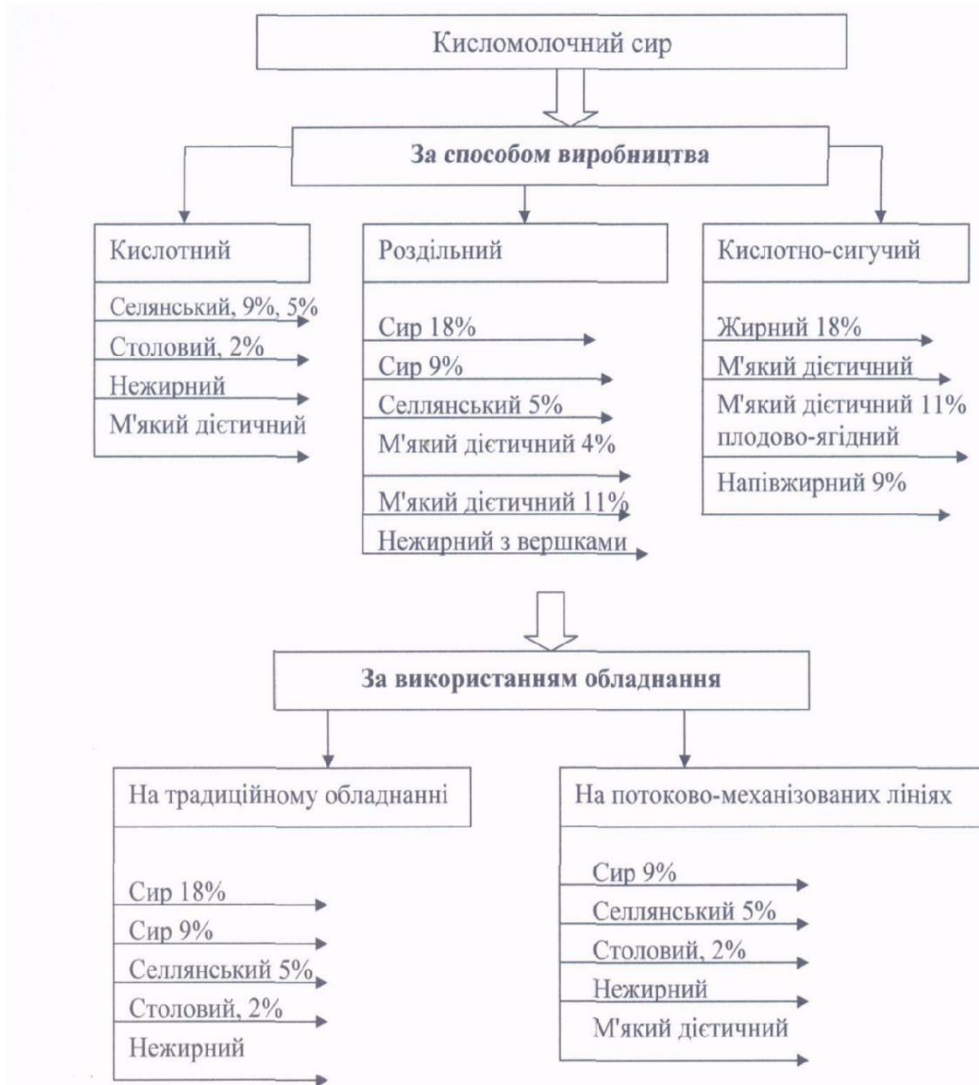 Кисломолочний сир
За способом виробництва
Кислотний
Селянський, 9%, 5%
Столовий, 2%
Нежирний
М'який дієтичний
Роздільний
Сир 18%
Сир 9%
Селлянський 5%
М'який дієтичний 4%
М'який дієтичний 11%
Нежирний з вершками
Кислотно-сигучий
Жирний 18%
М'який дієтичний
М'який дієтичний 11%
плодово-ягідний
Напівжирний 9%
За використанням обладнання
На традиційному обладнанні
Сир 18%
Сир 9%
Селлянський 5%
Столовий, 2%
Нежирний
На потоково-механізованих лініях
Сир 9%
Селлянський 5%
Столовий, 2%
Нежирний
М'який дієтичний